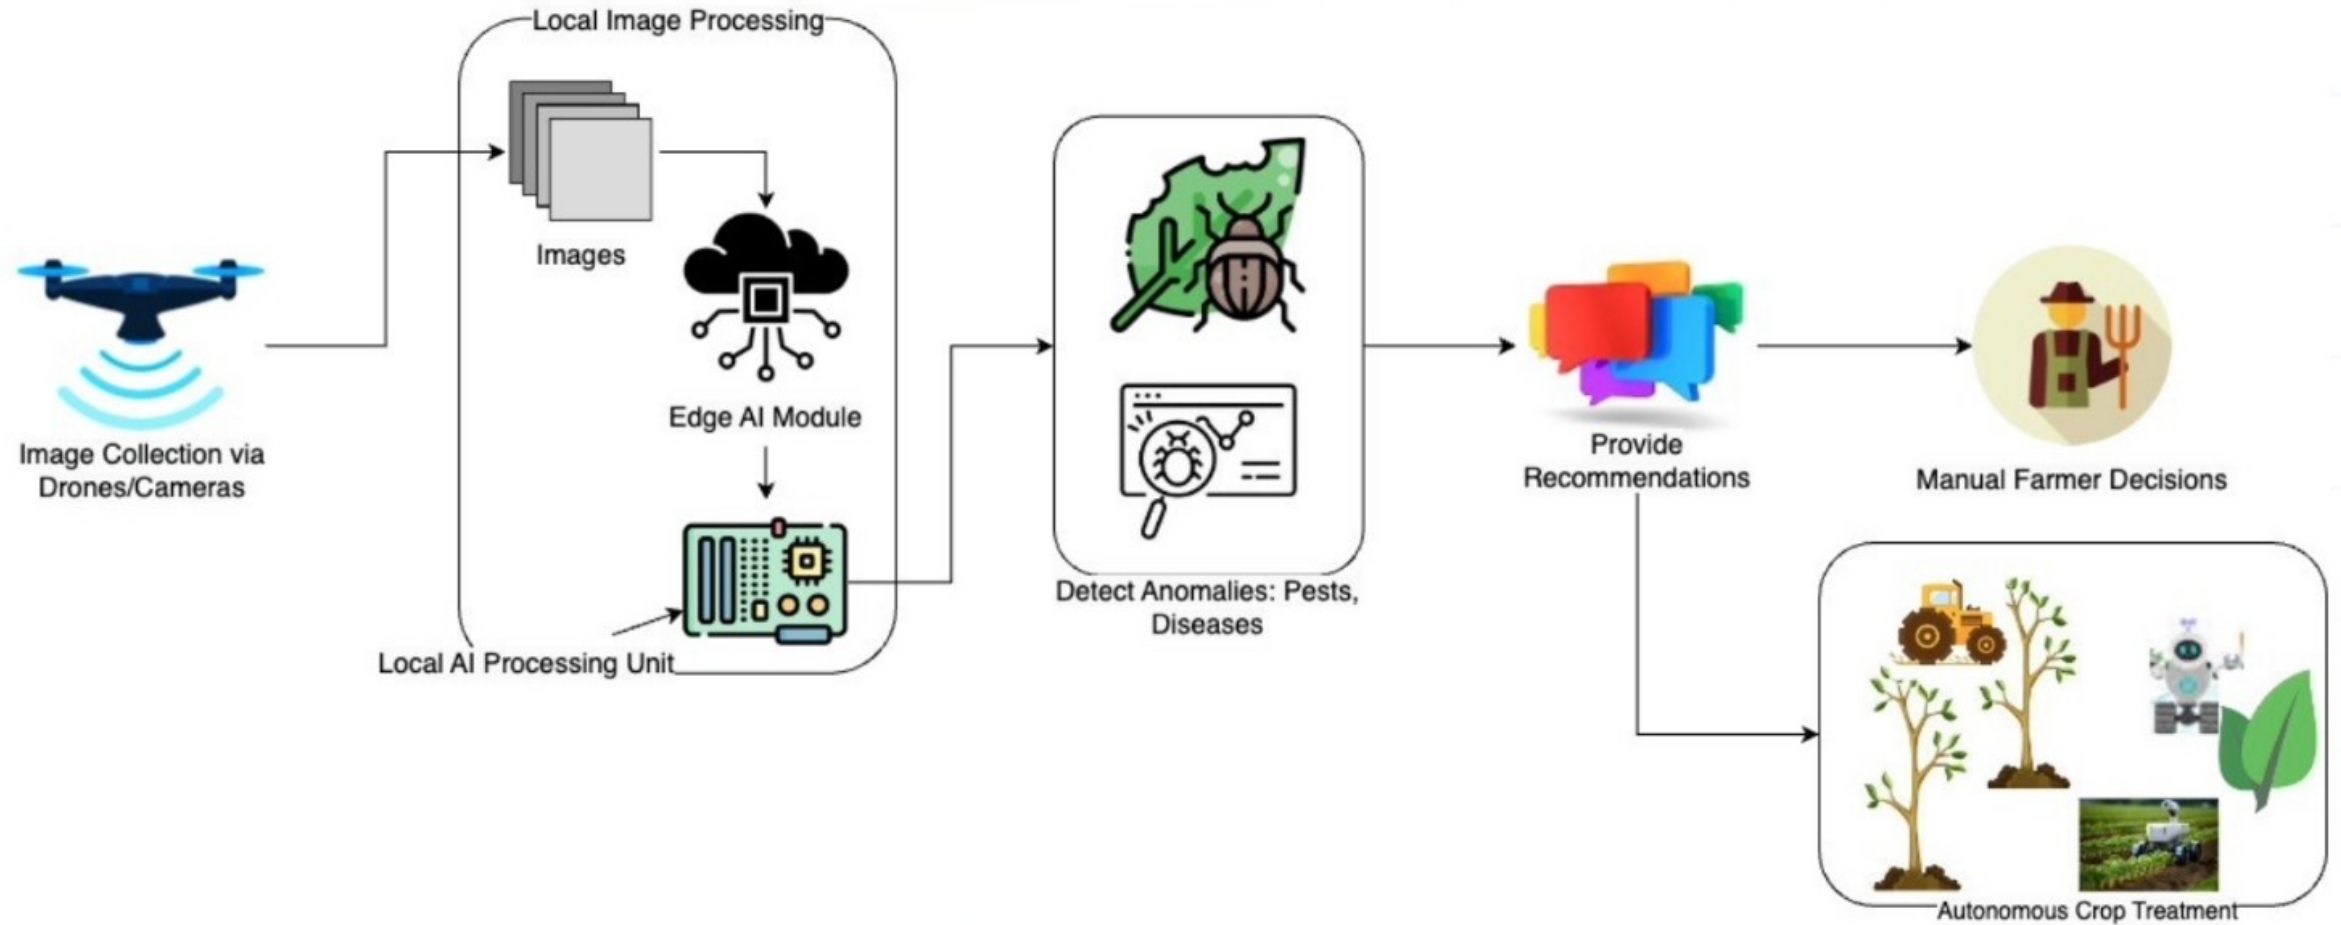 Local Image Processing
Images
Edge AI Module
Image Collection via
Drones/Cameras
Local AI Processing Unit
Detect Anomalies: Pests,
Diseases
Provide
Recommendations
Manual Farmer Decisions
Autonomous Crop Treatment